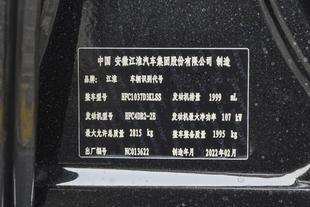 中国 安徽江淮汽车集团股份有限公司 制造
品牌: 江淮 车辆识别代号
整车型号 HFC1037D3KLSS 发动机排量 1999 mL
发动机型号 HFC4DB2-2E 发动机最大净功率 107 kW
最大允许总质量 2815 kg 整车整备质量 1995 kg
出厂编号 NC013622 制造年月 2022年02月